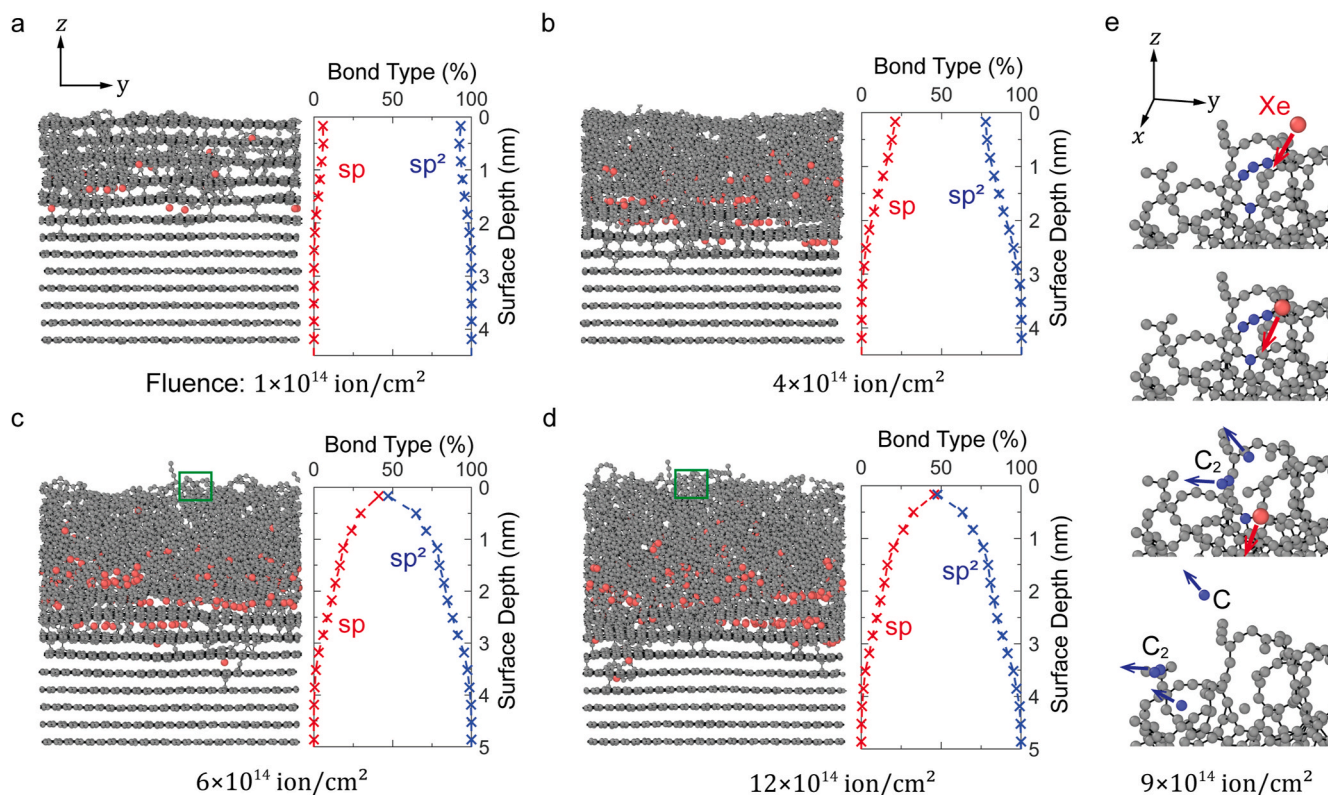 a
z
y
Bond Type (%)
0 50 100
0
1
2
3
4
Surface Depth (nm)
sp
sp²
Fluence: 1×10¹⁴ ion/cm²
b
Bond Type (%)
0 50 100
0
1
2
3
4
Surface Depth (nm)
sp
sp²
4×10¹⁴ ion/cm²
c
Bond Type (%)
0 50 100
0
1
2
3
4
5
Surface Depth (nm)
sp²
sp
6×10¹⁴ ion/cm²
d
Bond Type (%)
0 50 100
0
1
2
3
4
5
Surface Depth (nm)
sp²
sp
12×10¹⁴ ion/cm²
e
z
y
x
Xe
C₂
C
C₂
9×10¹⁴ ion/cm²